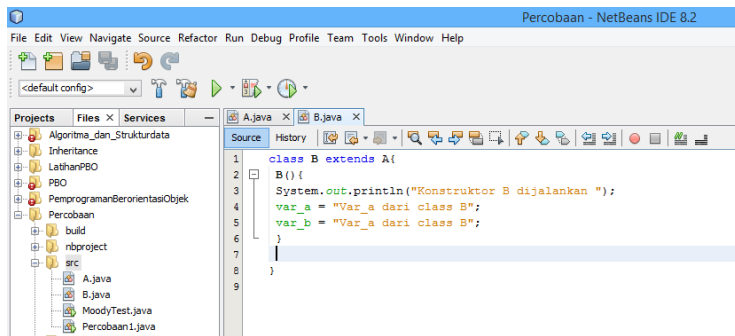 Percobaan - NetBeans IDE 8.2
File Edit View Navigate Source Refactor Run Debug Profile Team Tools Window Help
<default config>
Projects Files × Services
A.java × B.java ×
Source History
Algoritma_dan_Strukturdata
Inheritance
LatihanPBO
PBO
PemprogramanBerorientasiObjek
Percobaan
build
nbproject
src
A.java
B.java
MoodyTest.java
Percobaan1.java
1 class B extends A{
2 B(){
3 System.out.println("Konstruktor B dijalankan ");
4 var_a = "Var_a dari class B";
5 var_b = "Var_a dari class B";
6 }
7
8 }
9